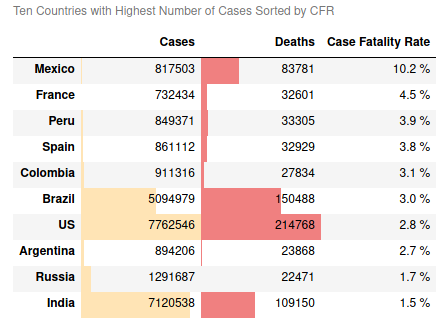 Ten Countries with Highest Number of Cases Sorted by CFR
Cases Deaths Case Fatality Rate
Mexico 817503 83781 10.2 %
France 732434 32601 4.5 %
Peru 849371 33305 3.9 %
Spain 861112 32929 3.8 %
Colombia 911316 27834 3.1 %
Brazil 5094979 150488 3.0 %
US 7762546 214768 2.8 %
Argentina 894206 23868 2.7 %
Russia 1291687 22471 1.7 %
India 7120538 109150 1.5 %